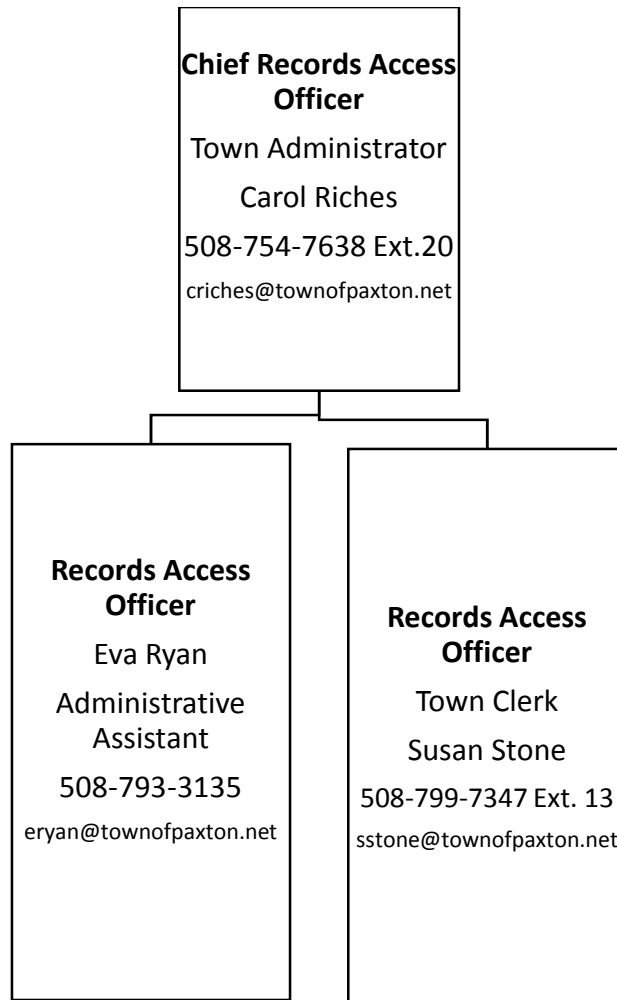 Chief Records Access
Officer
Town Administrator
Carol Riches
508-754-7638 Ext.20
criches@townofpaxton.net
Records Access
Officer
Eva Ryan
Administrative
Assistant
508-793-3135
eryan@townofpaxton.net
Records Access
Officer
Town Clerk
Susan Stone
508-799-7347 Ext. 13
sstone@townofpaxton.net